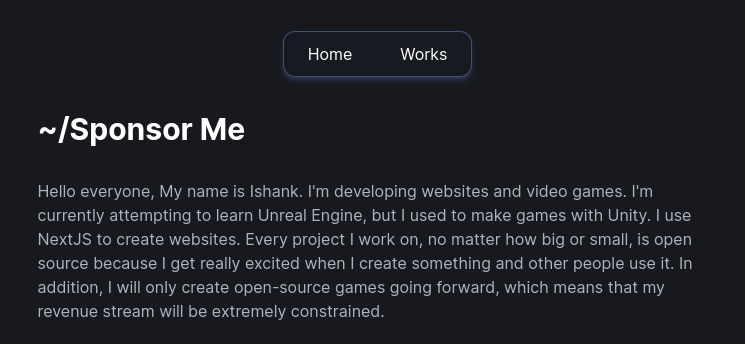 Home Works
~/Sponsor Me
Hello everyone, My name is Ishank. I'm developing websites and video games. I'm
currently attempting to learn Unreal Engine, but I used to make games with Unity. I use
NextJS to create websites. Every project I work on, no matter how big or small, is open
source because I get really excited when I create something and other people use it. In
addition, I will only create open-source games going forward, which means that my
revenue stream will be extremely constrained.